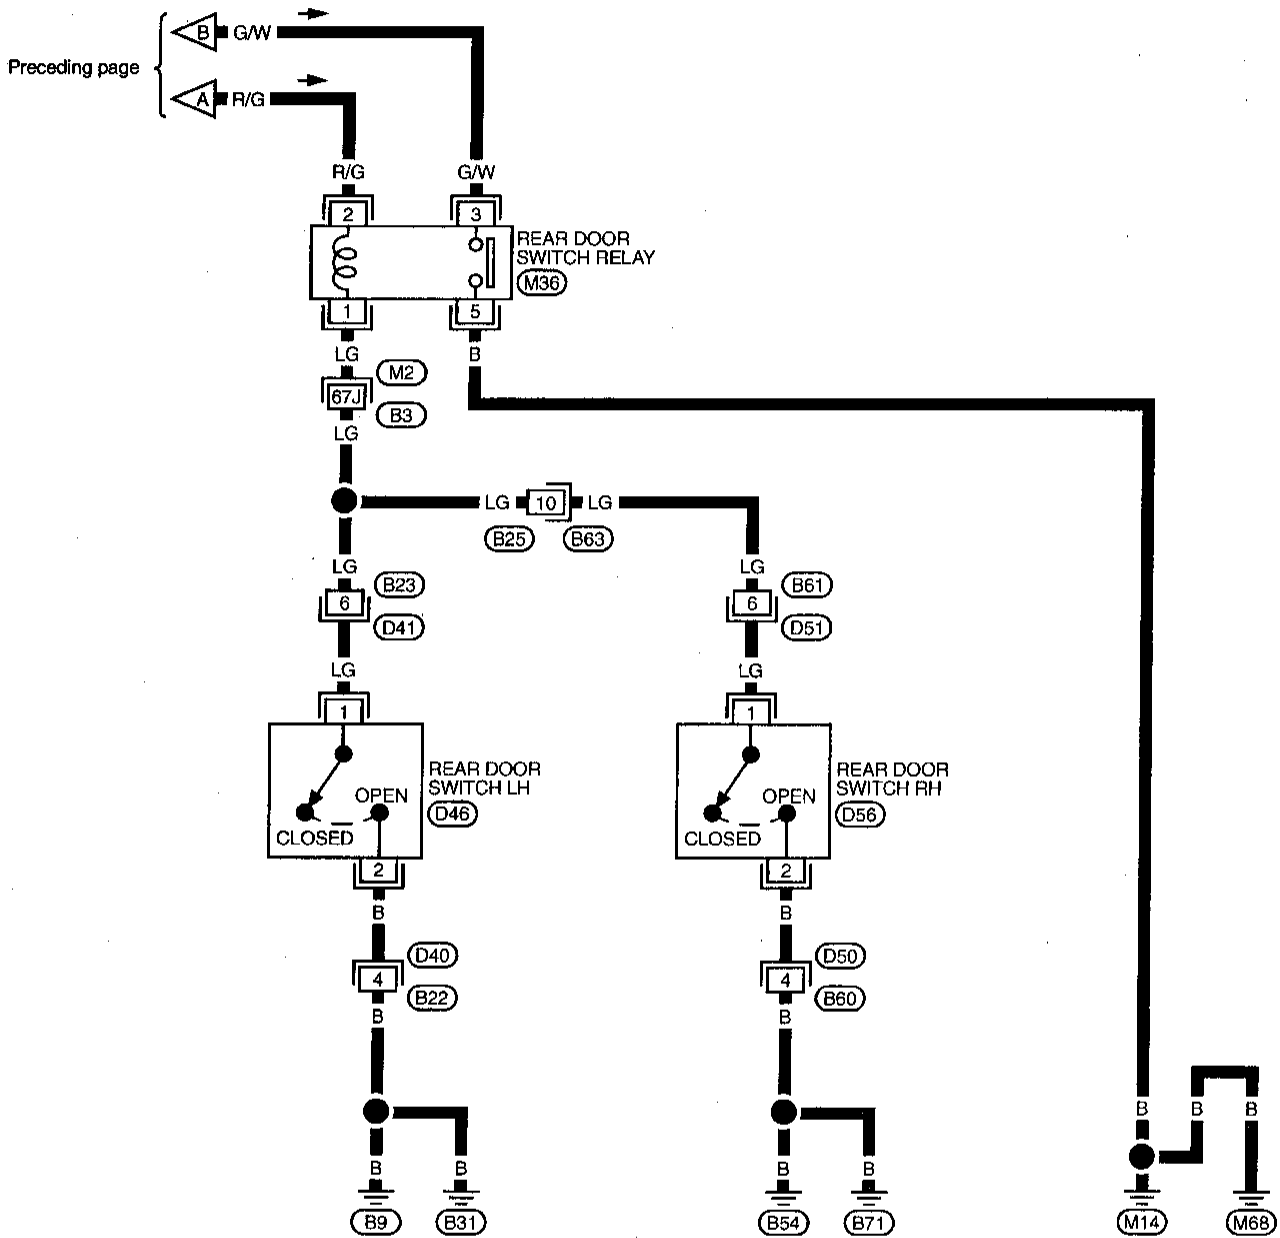 B G/W
Preceding page
A R/G
R/G G/W
2 3
REAR DOOR
SWITCH RELAY
M36
1 5
LG B
M2
67J
B3
LG
LG 10 LG
B25 B63
LG LG
B23 B61
6 6
D41 D51
LG LG
1 1
REAR DOOR
SWITCH LH
D46
OPEN
CLOSED
REAR DOOR
SWITCH RH
D56
OPEN
CLOSED
2 2
B B
D40 D50
4 4
B22 B60
B B
B B B
B B B B
B9 B31 B54 B71 M14 M68